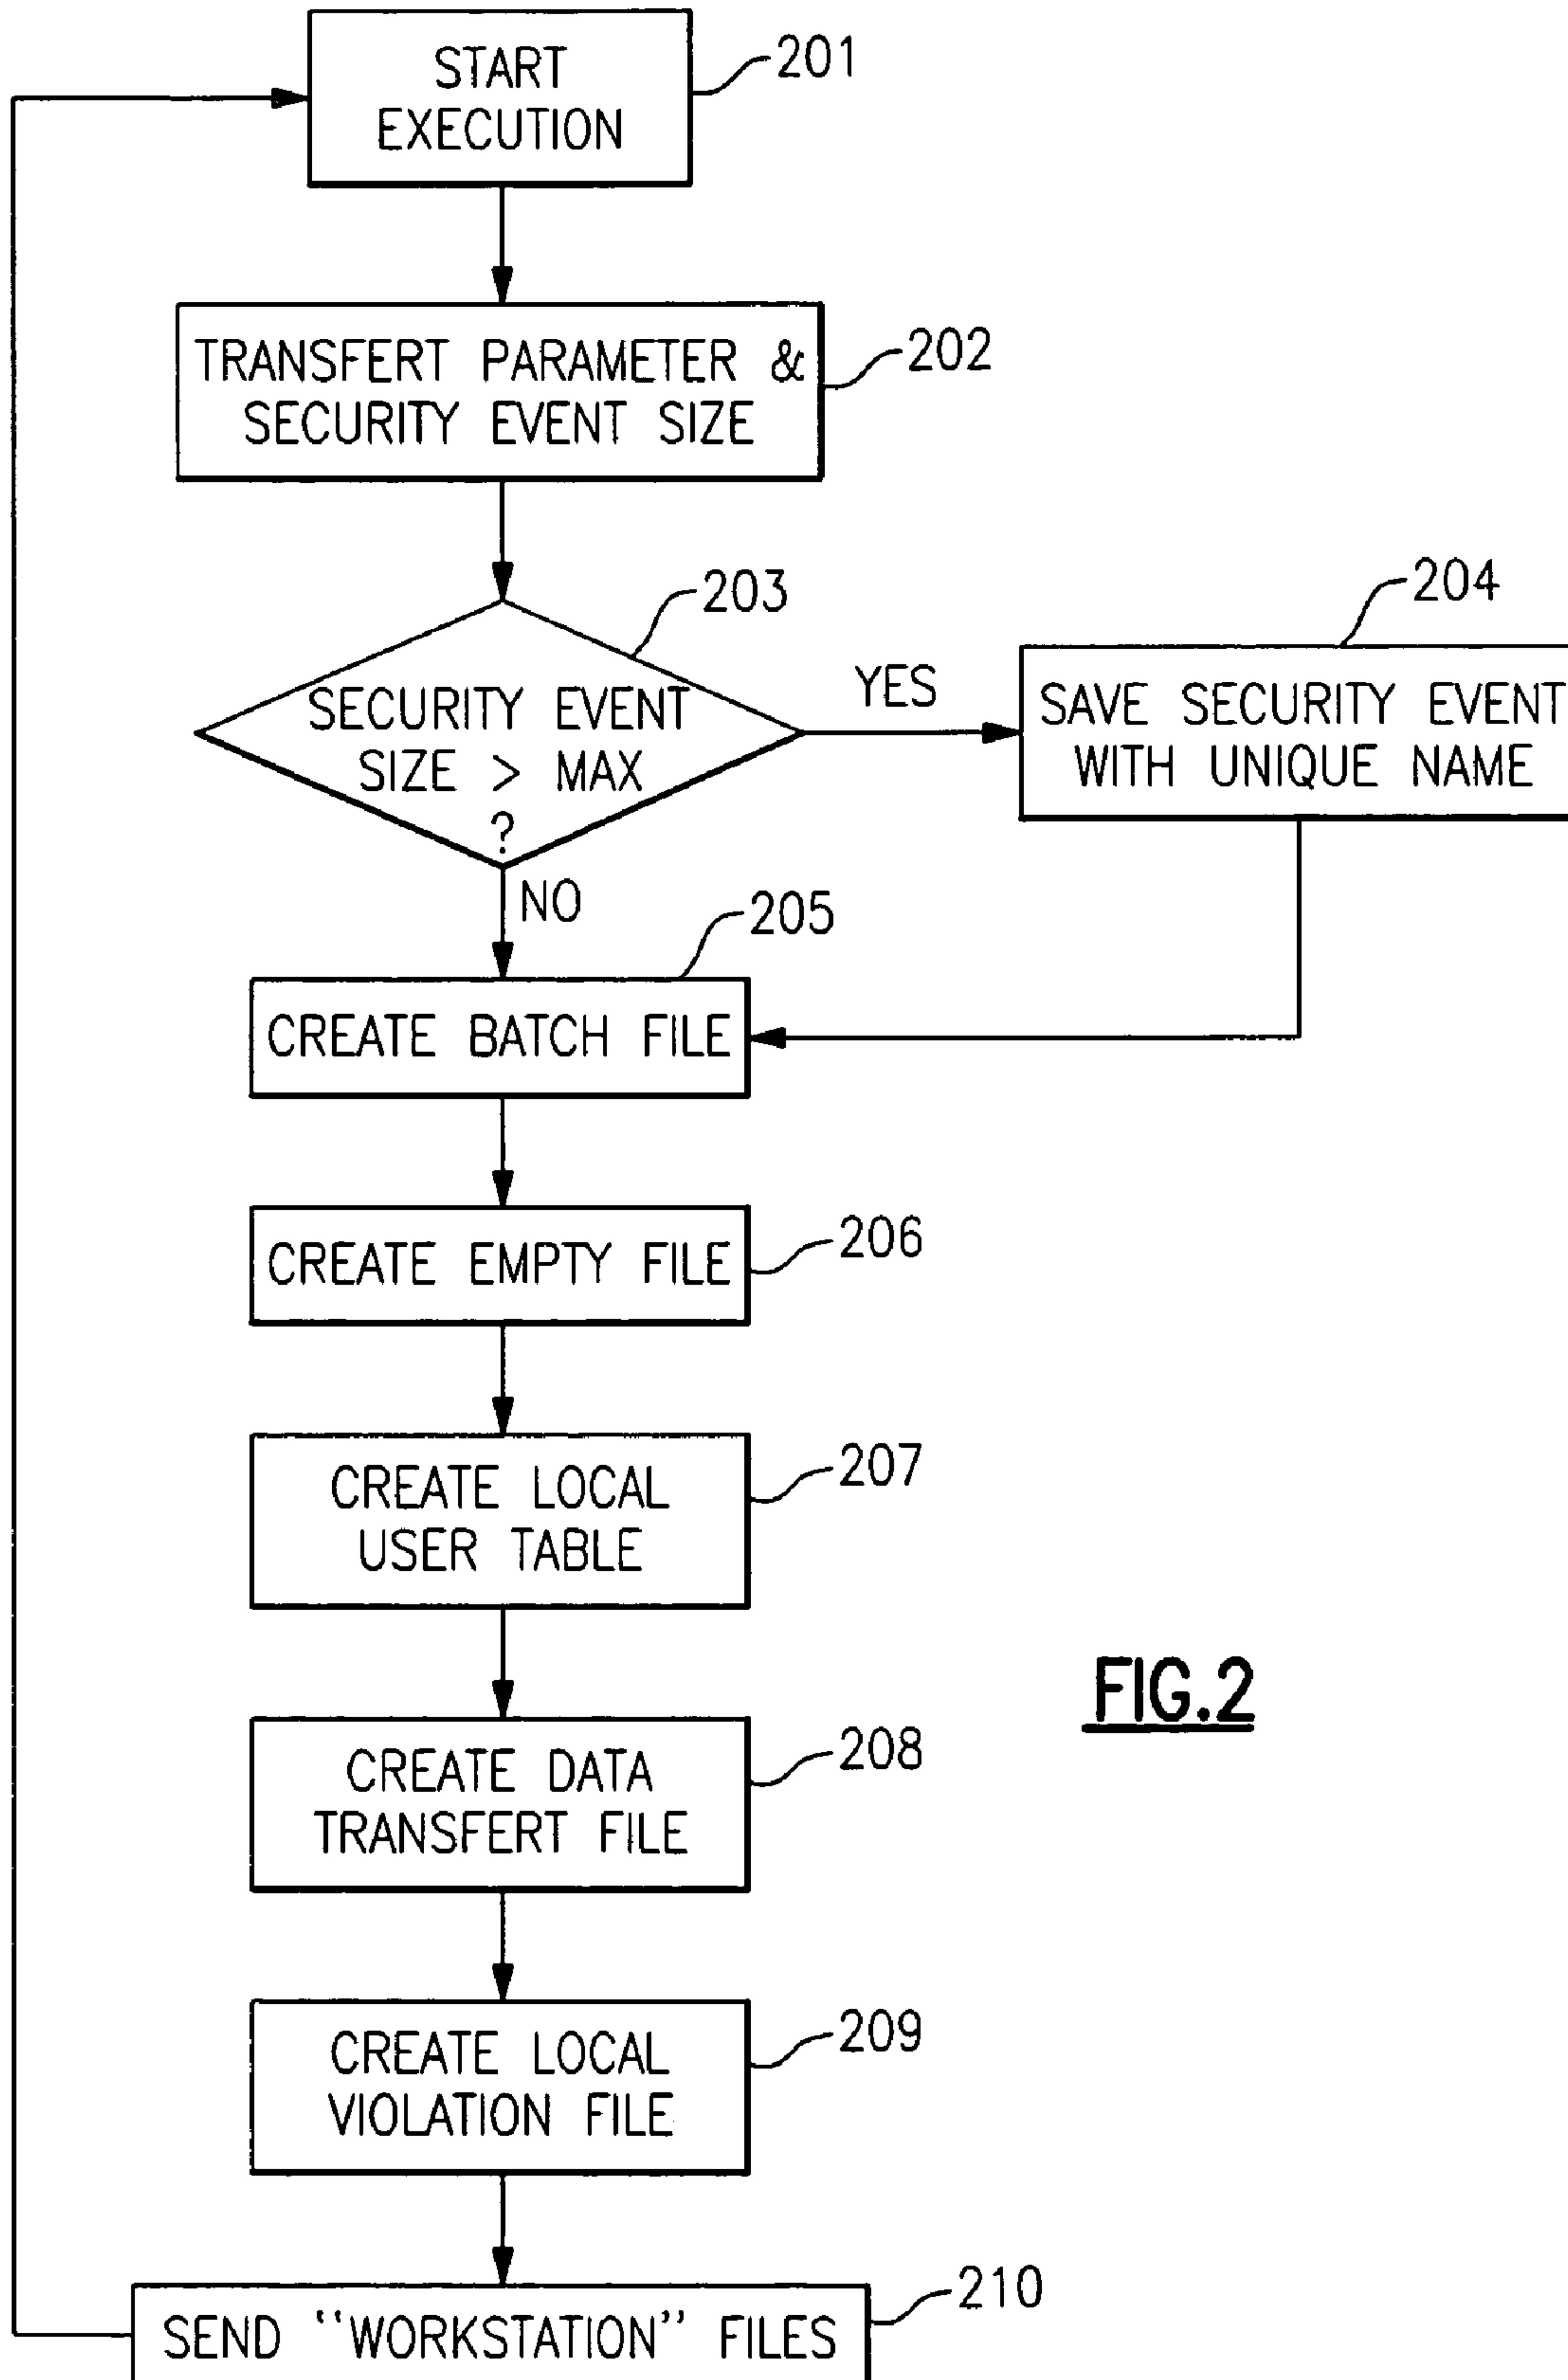 START
EXECUTION
201
TRANSFERT PARAMETER &
SECURITY EVENT SIZE
202
203
SECURITY EVENT
SIZE > MAX
?
YES
204
SAVE SECURITY EVENT
WITH UNIQUE NAME
NO
205
CREATE BATCH FILE
CREATE EMPTY FILE
206
CREATE LOCAL
USER TABLE
207
CREATE DATA
TRANSFERT FILE
208
FIG.2
CREATE LOCAL
VIOLATION FILE
209
SEND "WORKSTATION" FILES
210